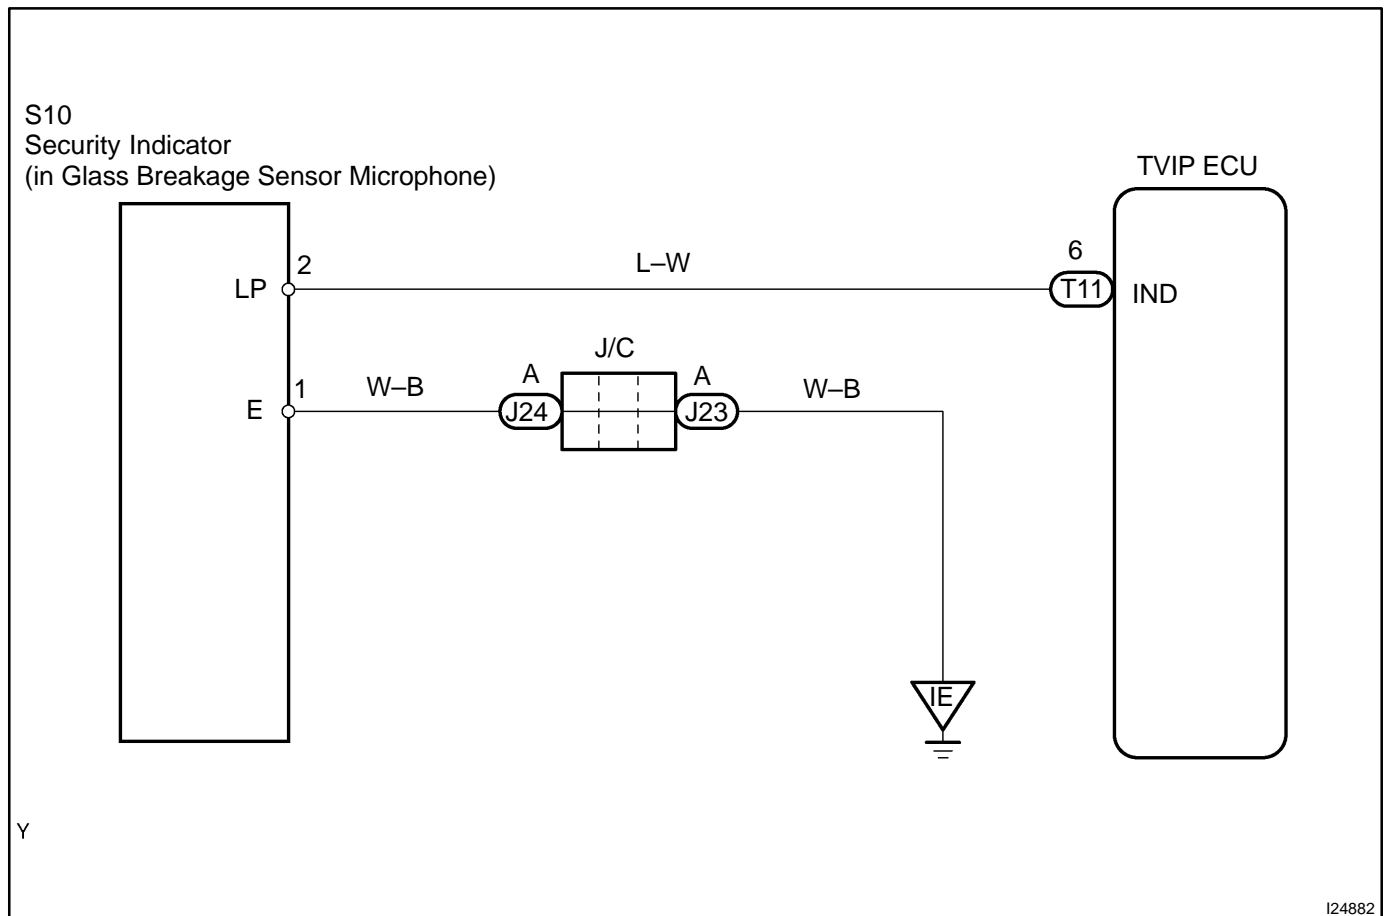 S10
Security Indicator
(in Glass Breakage Sensor Microphone)
TVIP ECU
LP
2
L–W
6
T11
IND
J/C
E
1
W–B
A
J24
A
J23
W–B
IE
Y
I24882